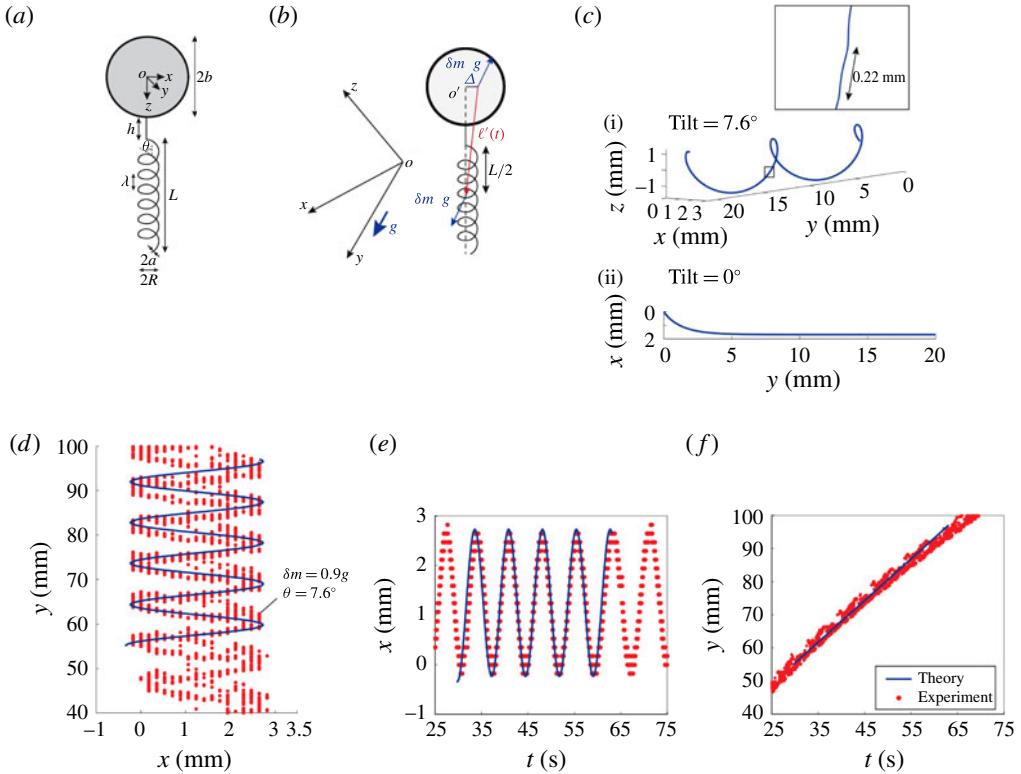 (a)
(b)
(c)
o
x
y
z
2b
h
θ
λ
L
2a
2R
z
o
x
y
g
δm g
Δ
o′
ℓ′(t)
L/2
δm g
0.22 mm
(i)
Tilt = 7.6°
z (mm)
1
−1
0 1 2 3
x (mm)
20
15
10
5
0
y (mm)
(ii)
Tilt = 0°
x (mm)
0
2
0 5 10 15 20
y (mm)
(d)
y (mm)
100
90
80
70
60
50
40
−1 0 1 2 3 3.5
x (mm)
δm = 0.9g
θ = 7.6°
(e)
x (mm)
3
2
1
0
−1
25 35 45 55 65 75
t (s)
(f)
y (mm)
100
90
80
70
60
50
40
25 35 45 55 65 75
t (s)
Theory
Experiment